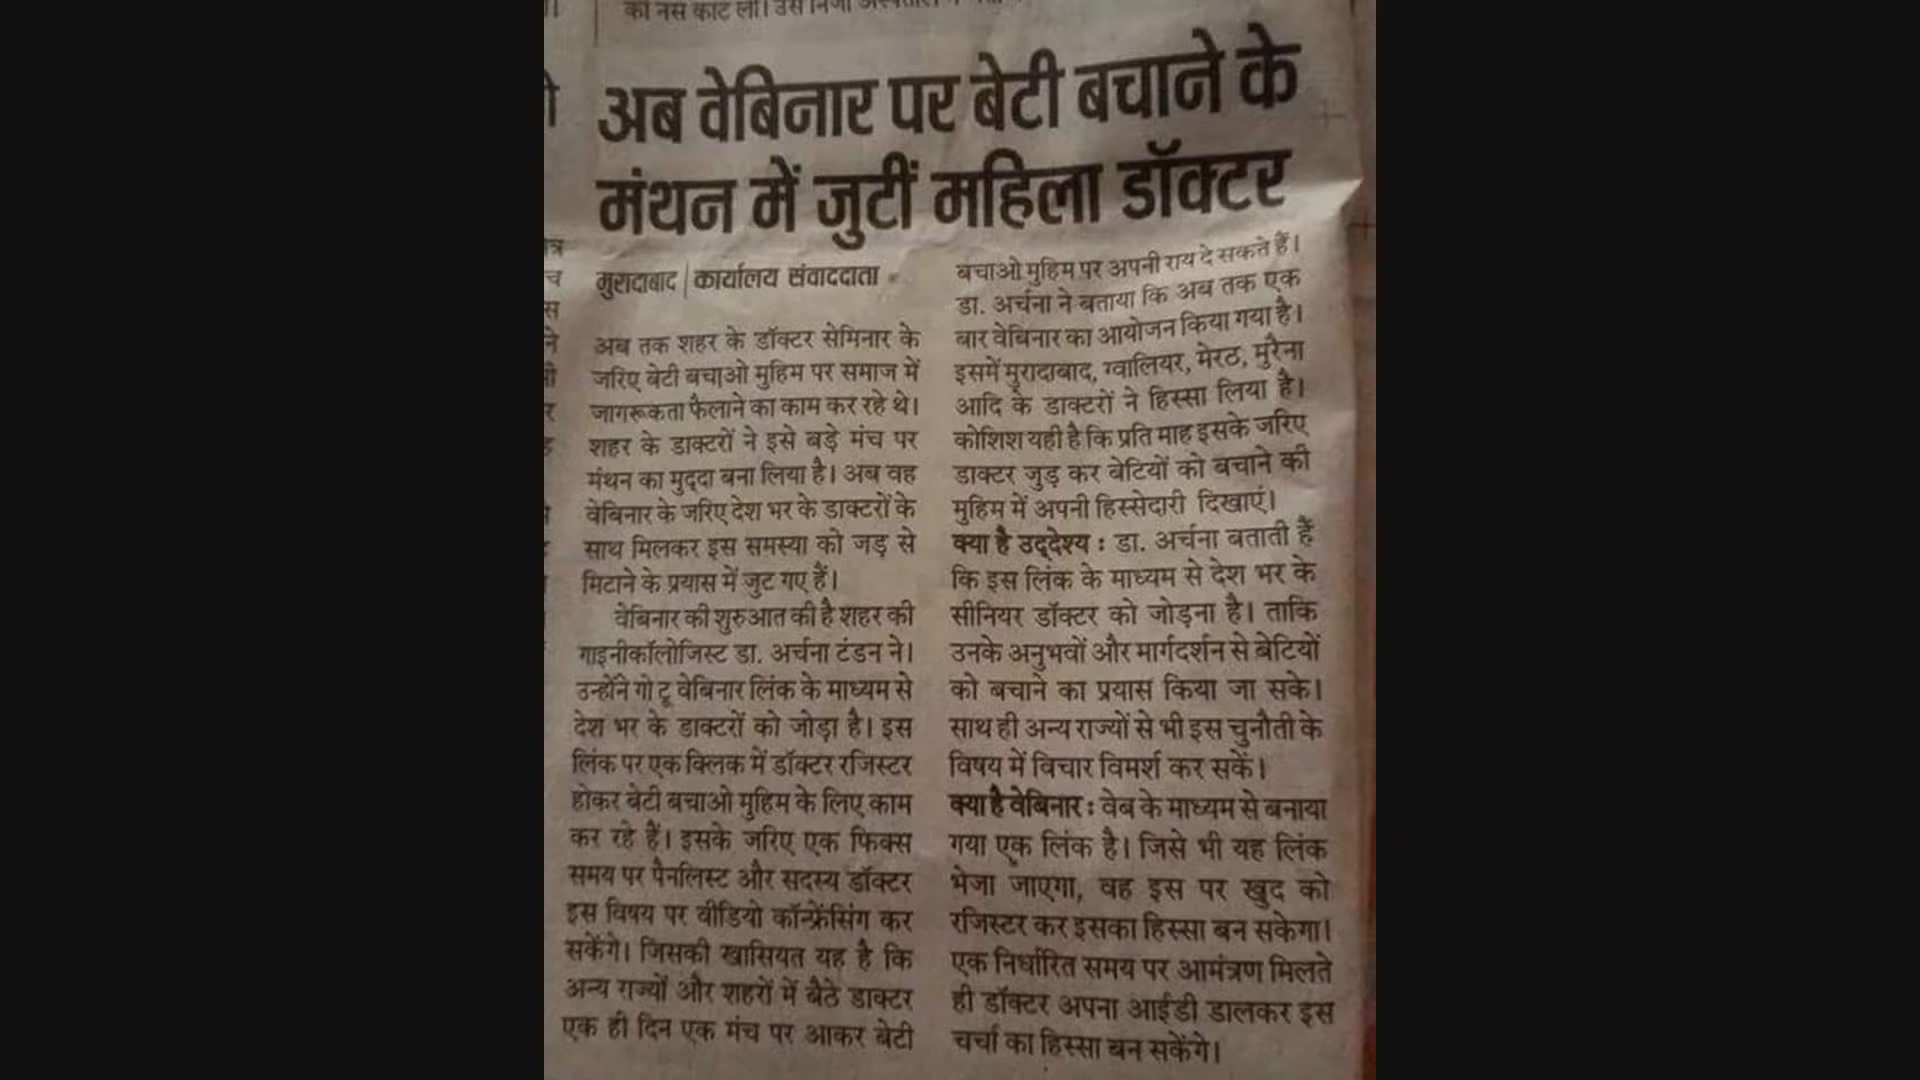 की नस काट ली। उसे निजी
अब वेबिनार पर बेटी बचाने के
मंथन में जुटीं महिला डॉक्टर
मुरादाबाद | कार्यालय संवाददाता
अब तक शहर के डॉक्टर सेमिनार के
जरिए बेटी बचाओ मुहिम पर समाज में
जागरूकता फैलाने का काम कर रहे थे।
शहर के डाक्टरों ने इसे बड़े मंच पर
मंथन का मुद्दा बना लिया है। अब वह
वेबिनार के जरिए देश भर के डाक्टरों के
साथ मिलकर इस समस्या को जड़ से
मिटाने के प्रयास में जुट गए हैं।
वेबिनार की शुरुआत की है शहर की
गाइनीकॉलोजिस्ट डा. अर्चना टंडन ने।
उन्होंने गो टू वेबिनार लिंक के माध्यम से
देश भर के डाक्टरों को जोड़ा है। इस
लिंक पर एक क्लिक में डॉक्टर रजिस्टर
होकर बेटी बचाओ मुहिम के लिए काम
कर रहे हैं। इसके जरिए एक फिक्स
समय पर पैनलिस्ट और सदस्य डॉक्टर
इस विषय पर वीडियो कॉन्फ्रेंसिंग कर
सकेंगे। जिसकी खासियत यह है कि
अन्य राज्यों और शहरों में बैठे डाक्टर
एक ही दिन एक मंच पर आकर बेटी
बचाओ मुहिम पर अपनी राय दे सकते हैं।
डा. अर्चना ने बताया कि अब तक एक
बार वेबिनार का आयोजन किया गया है।
इसमें मुरादाबाद, ग्वालियर, मेरठ, मुरैना
आदि के डाक्टरों ने हिस्सा लिया है।
कोशिश यही है कि प्रति माह इसके जरिए
डाक्टर जुड़ कर बेटियों को बचाने की
मुहिम में अपनी हिस्सेदारी दिखाएं।
क्या है उद्देश्य : डा. अर्चना बताती हैं
कि इस लिंक के माध्यम से देश भर के
सीनियर डॉक्टर को जोड़ना है। ताकि
उनके अनुभवों और मार्गदर्शन से बेटियों
को बचाने का प्रयास किया जा सके।
साथ ही अन्य राज्यों से भी इस चुनौती के
विषय में विचार विमर्श कर सकें।
क्या है वेबिनार : वेब के माध्यम से बनाया
गया एक लिंक है। जिसे भी यह लिंक
भेजा जाएगा, वह इस पर खुद को
रजिस्टर कर इसका हिस्सा बन सकेगा।
एक निर्धारित समय पर आमंत्रण मिलते
ही डॉक्टर अपना आईडी डालकर इस
चर्चा का हिस्सा बन सकेंगे।